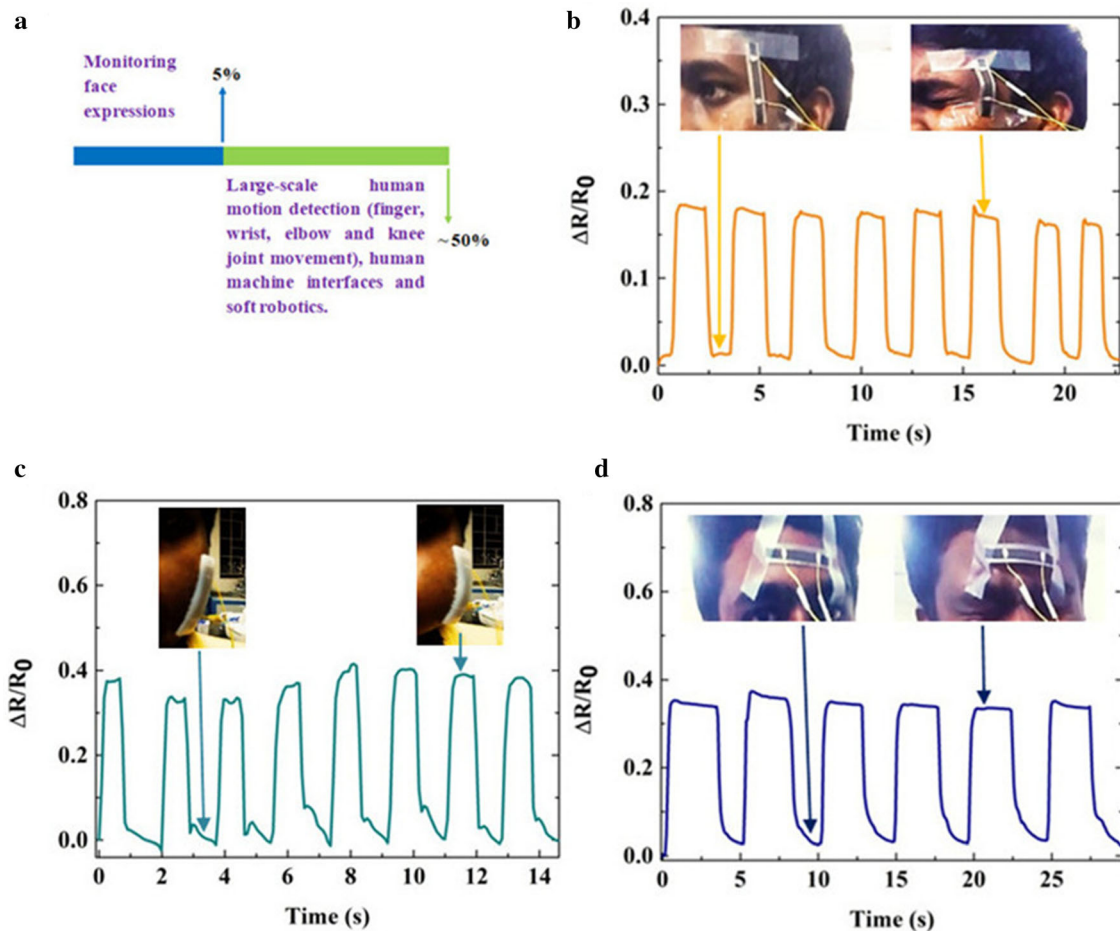 a
Monitoring
face
expressions
5%
Large-scale human
motion detection (finger,
wrist, elbow and knee
joint movement), human
machine interfaces and
soft robotics.
~50%
b
0.4
0.3
0.2
0.1
0.0
ΔR/R0
0 5 10 15 20
Time (s)
c
0.8
0.6
0.4
0.2
0.0
ΔR/R0
0 2 4 6 8 10 12 14
Time (s)
d
0.8
0.6
0.4
0.2
0.0
ΔR/R0
0 5 10 15 20 25
Time (s)